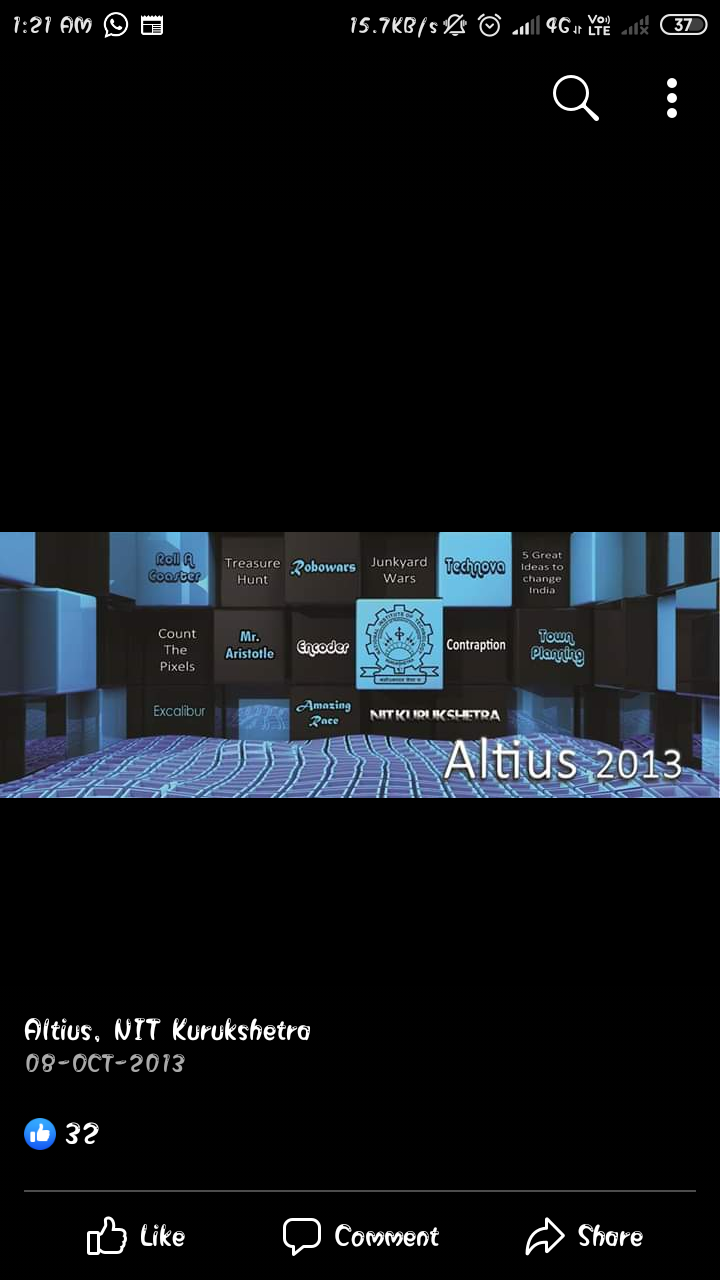 1:21 AM 15.7KB/s 4G VoLTE 37
Roll A Coaster
Treasure Hunt
Robowars
Junkyard Wars
Technova
5 Great Ideas to change India
Count The Pixels
Mr. Aristotle
Encoder
Contraption
Town Planning
Excalibur
Amazing Race
NIT KURUKSHETRA
Altius 2013
Altius, NIT Kurukshetra
08-OCT-2013
32
Like Comment Share